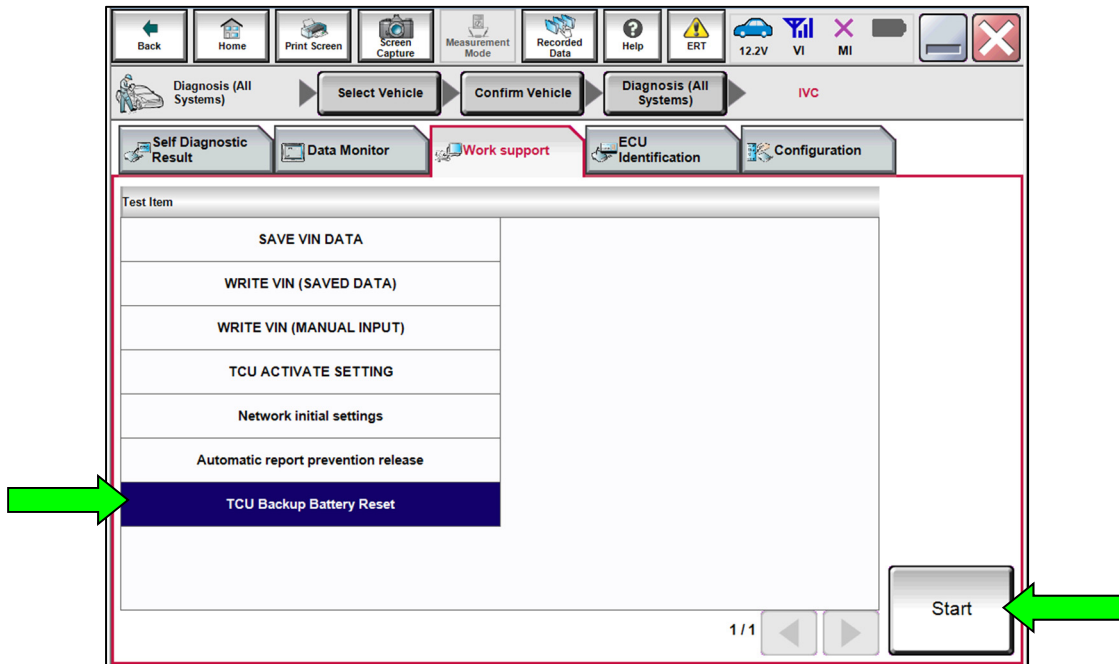 Back
Home
Print Screen
Screen
Capture
Measurement
Mode
Recorded
Data
Help
ERT
12.2V
VI
MI
Diagnosis (All
Systems)
Select Vehicle
Confirm Vehicle
Diagnosis (All
Systems)
IVC
Self Diagnostic
Result
Data Monitor
Work support
ECU
Identification
Configuration
Test Item
SAVE VIN DATA
WRITE VIN (SAVED DATA)
WRITE VIN (MANUAL INPUT)
TCU ACTIVATE SETTING
Network initial settings
Automatic report prevention release
TCU Backup Battery Reset
Start
1/1